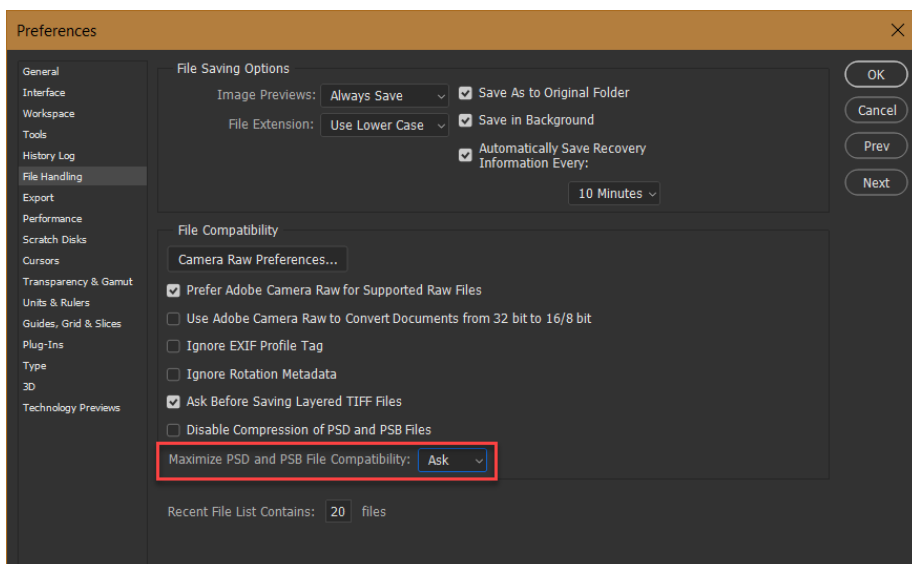 Preferences
General
Interface
Workspace
Tools
History Log
File Handling
Export
Performance
Scratch Disks
Cursors
Transparency & Gamut
Units & Rulers
Guides, Grid & Slices
Plug-Ins
Type
3D
Technology Previews
File Saving Options
Image Previews: Always Save
File Extension: Use Lower Case
Save As to Original Folder
Save in Background
Automatically Save Recovery
Information Every:
10 Minutes
File Compatibility
Camera Raw Preferences...
Prefer Adobe Camera Raw for Supported Raw Files
Use Adobe Camera Raw to Convert Documents from 32 bit to 16/8 bit
Ignore EXIF Profile Tag
Ignore Rotation Metadata
Ask Before Saving Layered TIFF Files
Disable Compression of PSD and PSB Files
Maximize PSD and PSB File Compatibility: Ask
Recent File List Contains: 20 files
OK
Cancel
Prev
Next